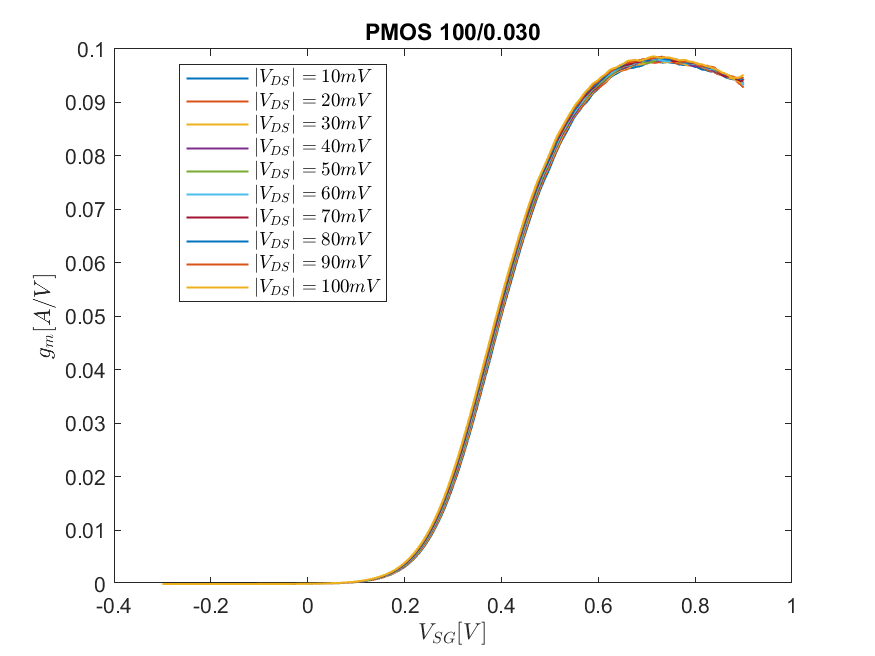 PMOS 100/0.030
0.1
0.09
0.08
0.07
0.06
0.05
0.04
0.03
0.02
0.01
0
g_m[A/V]
|V_DS| = 10mV
|V_DS| = 20mV
|V_DS| = 30mV
|V_DS| = 40mV
|V_DS| = 50mV
|V_DS| = 60mV
|V_DS| = 70mV
|V_DS| = 80mV
|V_DS| = 90mV
|V_DS| = 100mV
-0.4 -0.2 0 0.2 0.4 0.6 0.8 1
V_SG[V]